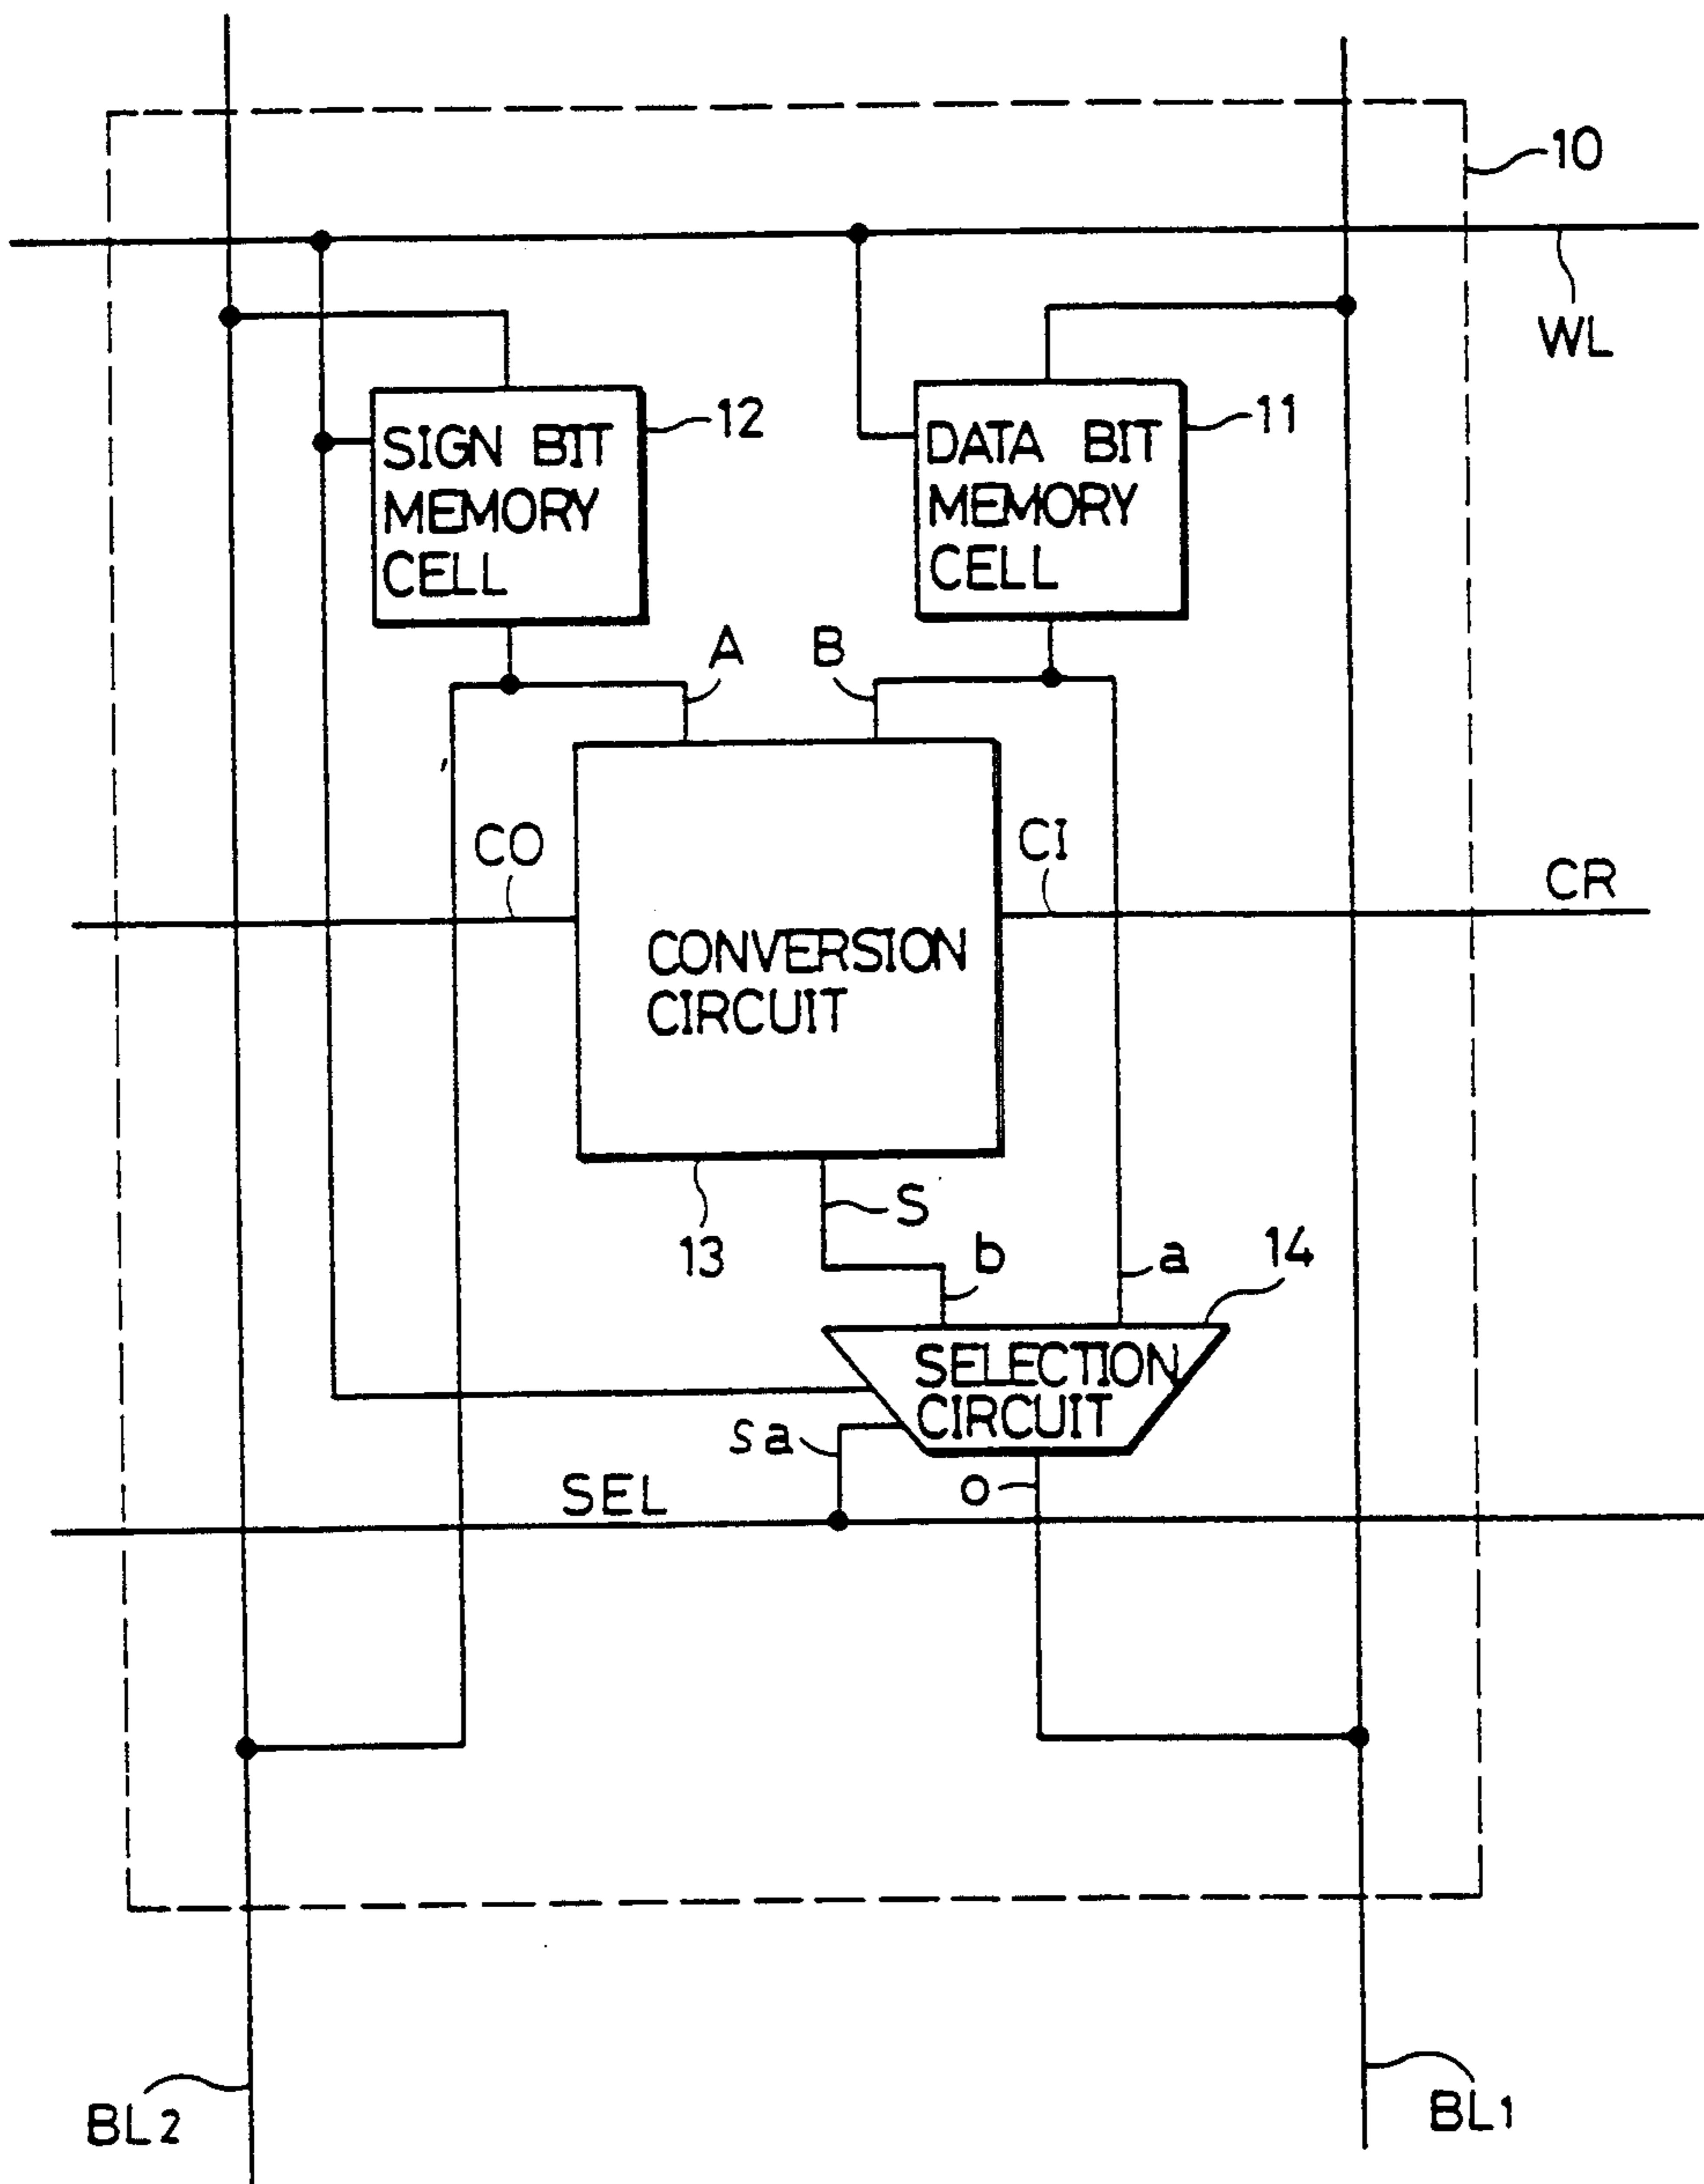 10
WL
12
11
SIGN BIT
MEMORY
CELL
DATA BIT
MEMORY
CELL
A
B
CO
CI
CR
CONVERSION
CIRCUIT
S
13
b
a
14
SELECTION
CIRCUIT
sa
SEL
o
BL2
BL1